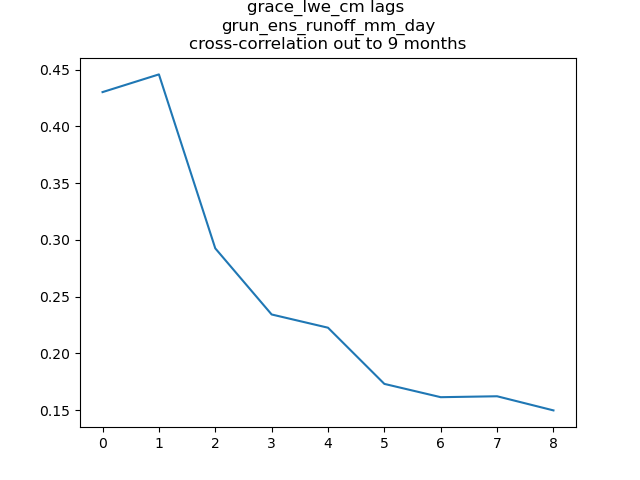 grace_lwe_cm lags
grun_ens_runoff_mm_day
cross-correlation out to 9 months
0.45
0.40
0.35
0.30
0.25
0.20
0.15
0 1 2 3 4 5 6 7 8